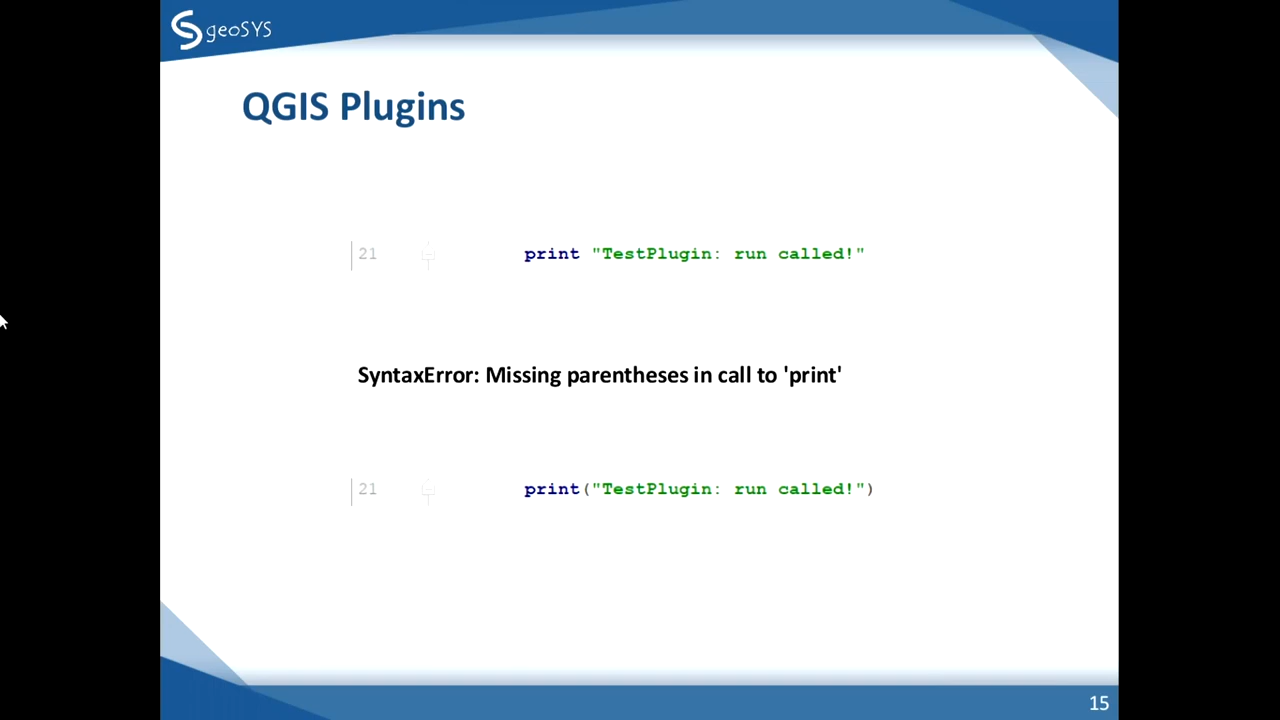 geoSYS
QGIS Plugins
21 print "TestPlugin: run called!"
SyntaxError: Missing parentheses in call to 'print'
21 print("TestPlugin: run called!")
15